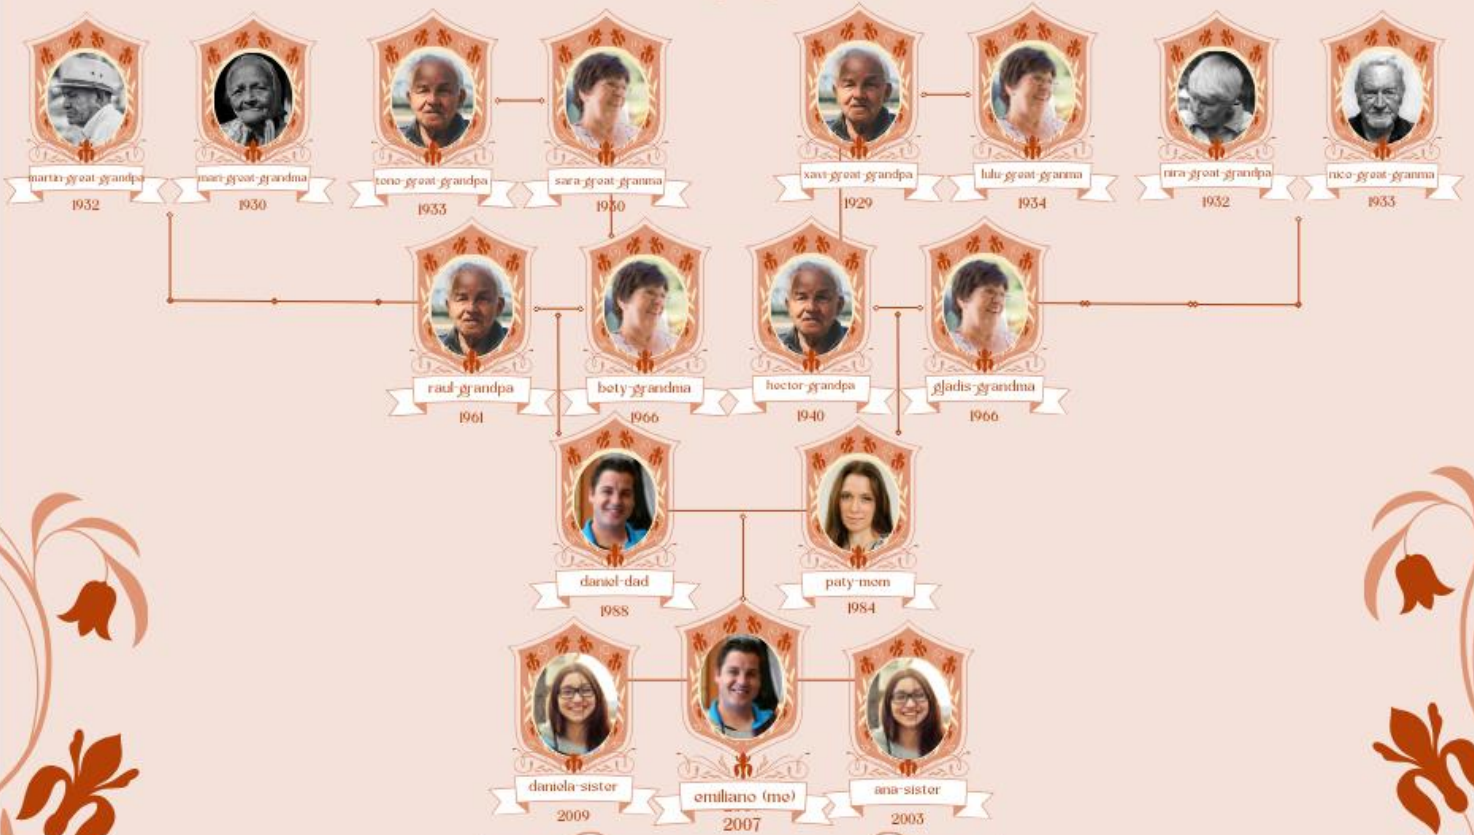 martin-great-grandpa
mari-great-grandma
tono-great-grandpa
sara-great-granma
xavi-great-grandpa
lulu-great-granma
nira-great-grandpa
nico-great-granma
1932
1930
1933
1930
1929
1934
1932
1933
raul-grandpa
bety-grandma
hector-grandpa
gladis-grandma
1961
1966
1940
1966
daniel-dad
paty-mom
1988
1984
daniela-sister
emiliano (me)
ana-sister
2009
2007
2003